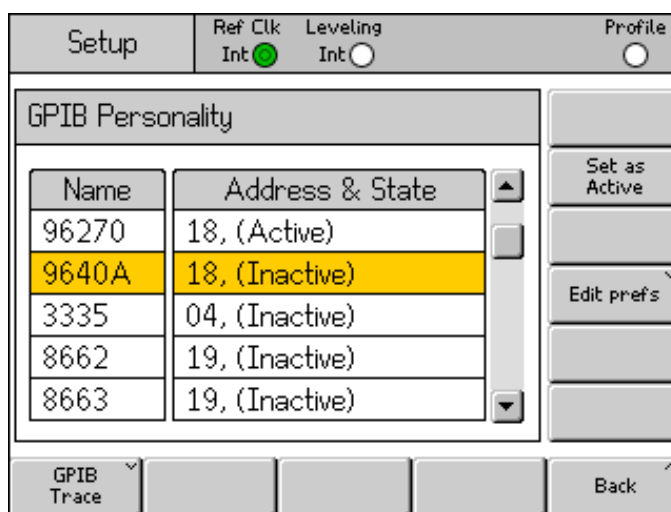 Setup
Ref Clk Leveling Profile
Int Int
GPIB Personality
Name Address & State
96270 18, (Active)
9640A 18, (Inactive)
3335 04, (Inactive)
8662 19, (Inactive)
8663 19, (Inactive)
Set as
Active
Edit prefs
GPIB
Trace
Back